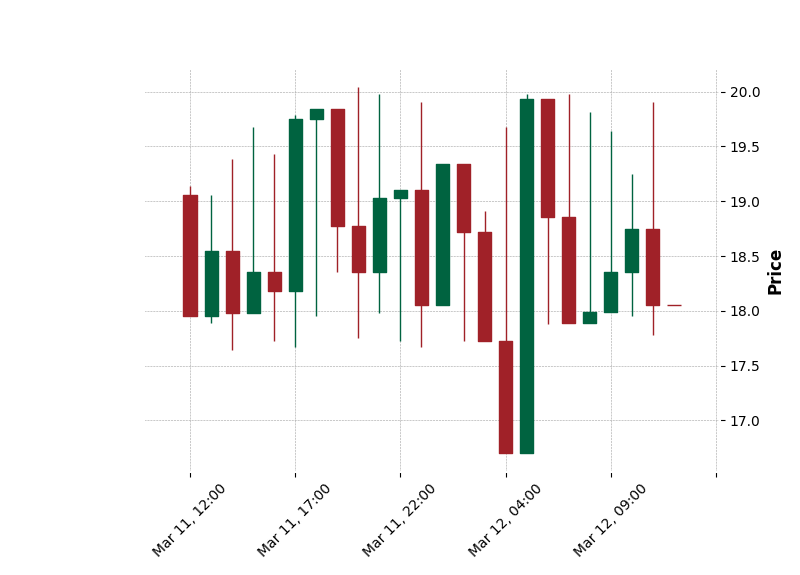 20.0
19.5
19.0
18.5
18.0
17.5
17.0
Price
Mar 11, 12:00
Mar 11, 17:00
Mar 11, 22:00
Mar 12, 04:00
Mar 12, 09:00